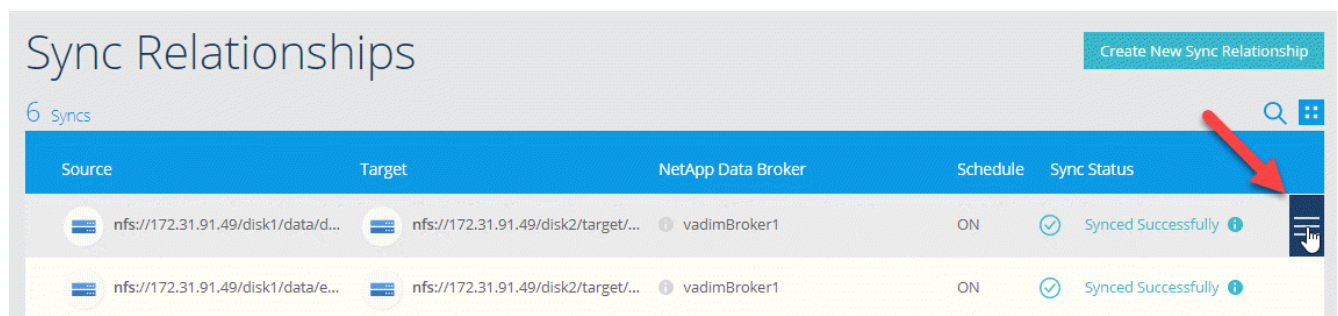 Sync Relationships
Create New Sync Relationship
6 Syncs
Source Target NetApp Data Broker Schedule Sync Status
nfs://172.31.91.49/disk1/data/d... nfs://172.31.91.49/disk2/target/... vadimBroker1 ON Synced Successfully
nfs://172.31.91.49/disk1/data/e... nfs://172.31.91.49/disk2/target/... vadimBroker1 ON Synced Successfully